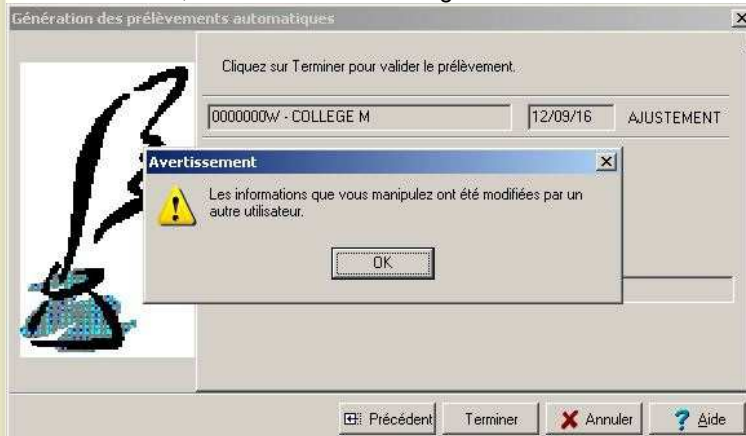 Génération des prélèvements automatiques
Cliquez sur Terminer pour valider le prélèvement.
0000000W - COLLEGE M 12/09/16 AJUSTEMENT
Avertissement
Les informations que vous manipulez ont été modifiées par un
autre utilisateur.
OK
Précédent Terminer Annuler Aide